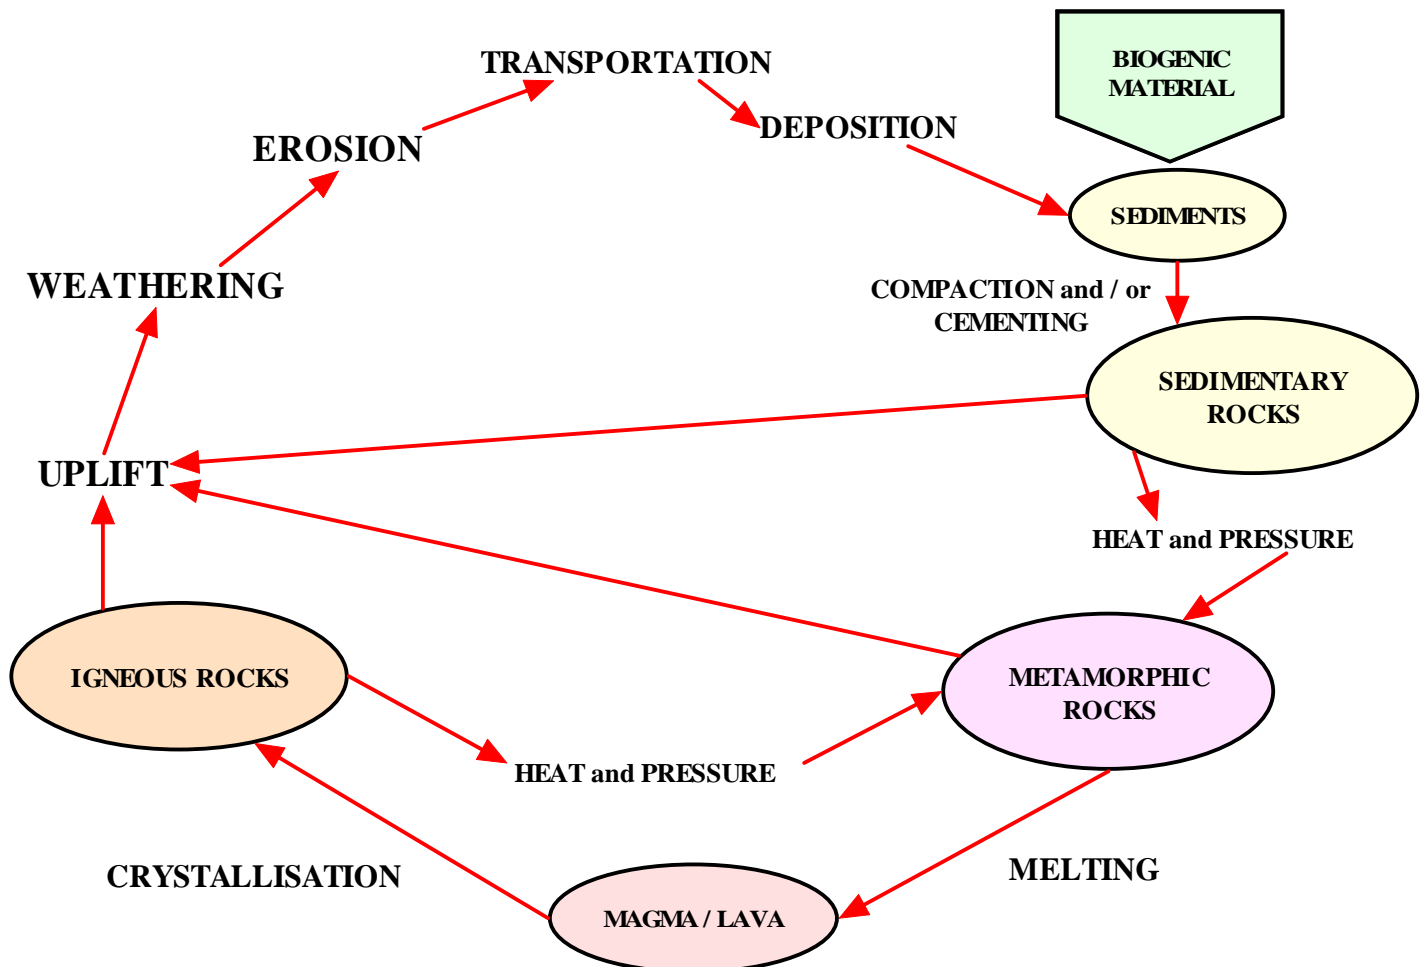 TRANSPORTATION
BIOGENIC
MATERIAL
DEPOSITION
EROSION
SEDIMENTS
WEATHERING
COMPACTION and / or
CEMENTING
SEDIMENTARY
ROCKS
UPLIFT
HEAT and PRESSURE
IGNEOUS ROCKS
METAMORPHIC
ROCKS
HEAT and PRESSURE
CRYSTALLISATION
MELTING
MAGMA / LAVA